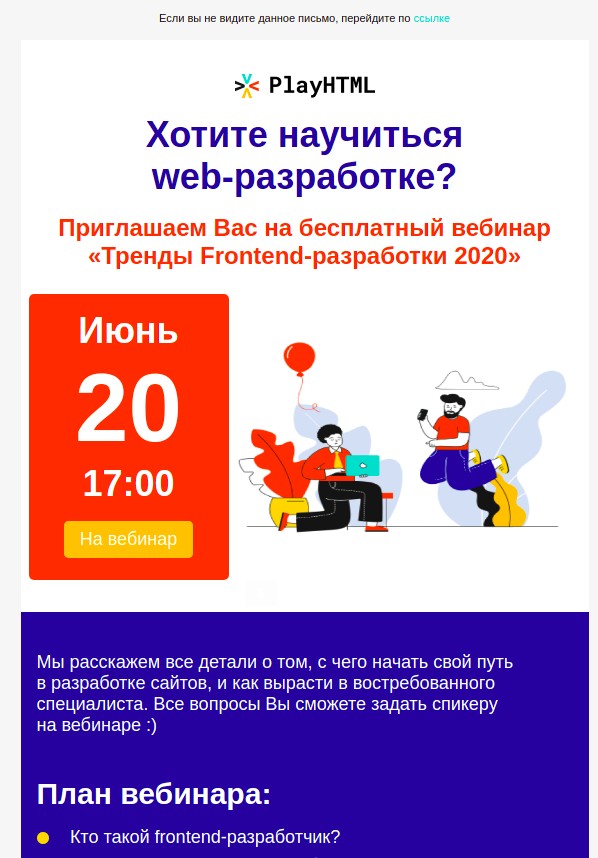 Если вы не видите данное письмо, перейдите по ссылке
PlayHTML
Хотите научиться
web-разработке?
Приглашаем Вас на бесплатный вебинар
«Тренды Frontend-разработки 2020»
Июнь
20
17:00
На вебинар
Мы расскажем все детали о том, с чего начать свой путь
в разработке сайтов, и как вырасти в востребованного
специалиста. Все вопросы Вы сможете задать спикеру
на вебинаре :)
План вебинара:
Кто такой frontend-разработчик?